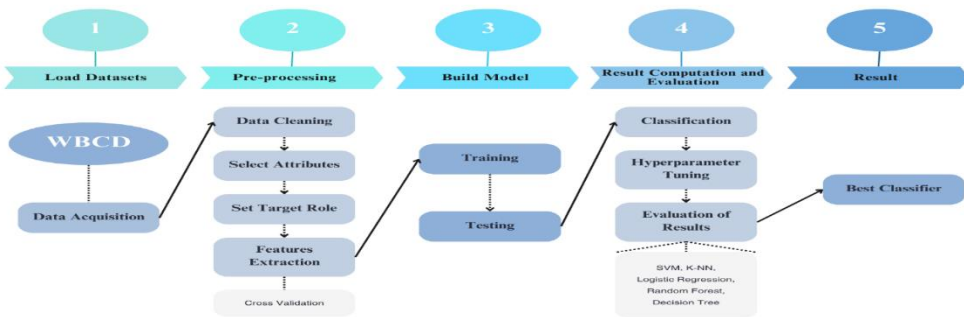 1
2
3
4
5
Load Datasets
Pre-processing
Build Model
Result Computation and
Evaluation
Result
WBCD
Data Acquisition
Data Cleaning
Select Attributes
Set Target Role
Features
Extraction
Cross Validation
Training
Testing
Classification
Hyperparameter
Tuning
Evaluation of
Results
SVM, K-NN,
Logistic Regression,
Random Forest,
Decision Tree
Best Classifier